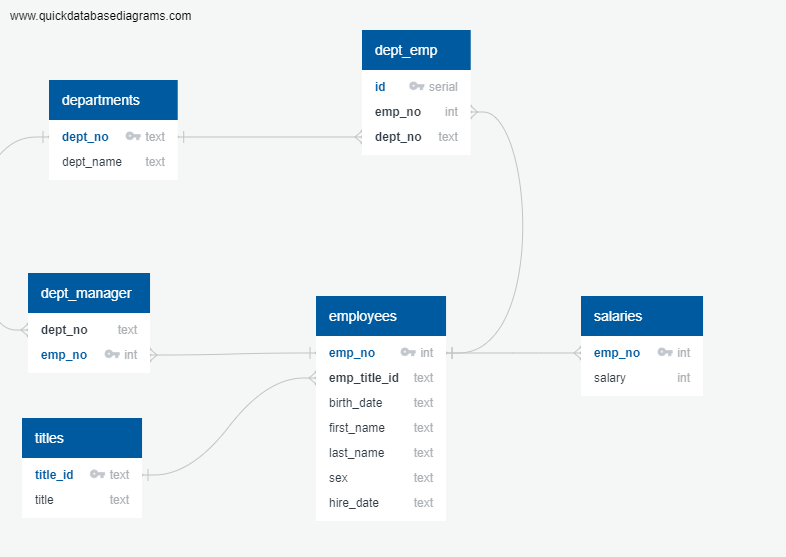 www.quickdatabasediagrams.com
dept_emp
id serial
emp_no int
dept_no text
departments
dept_no text
dept_name text
dept_manager
dept_no text
emp_no int
employees
emp_no int
emp_title_id text
birth_date text
first_name text
last_name text
sex text
hire_date text
salaries
emp_no int
salary int
titles
title_id text
title text